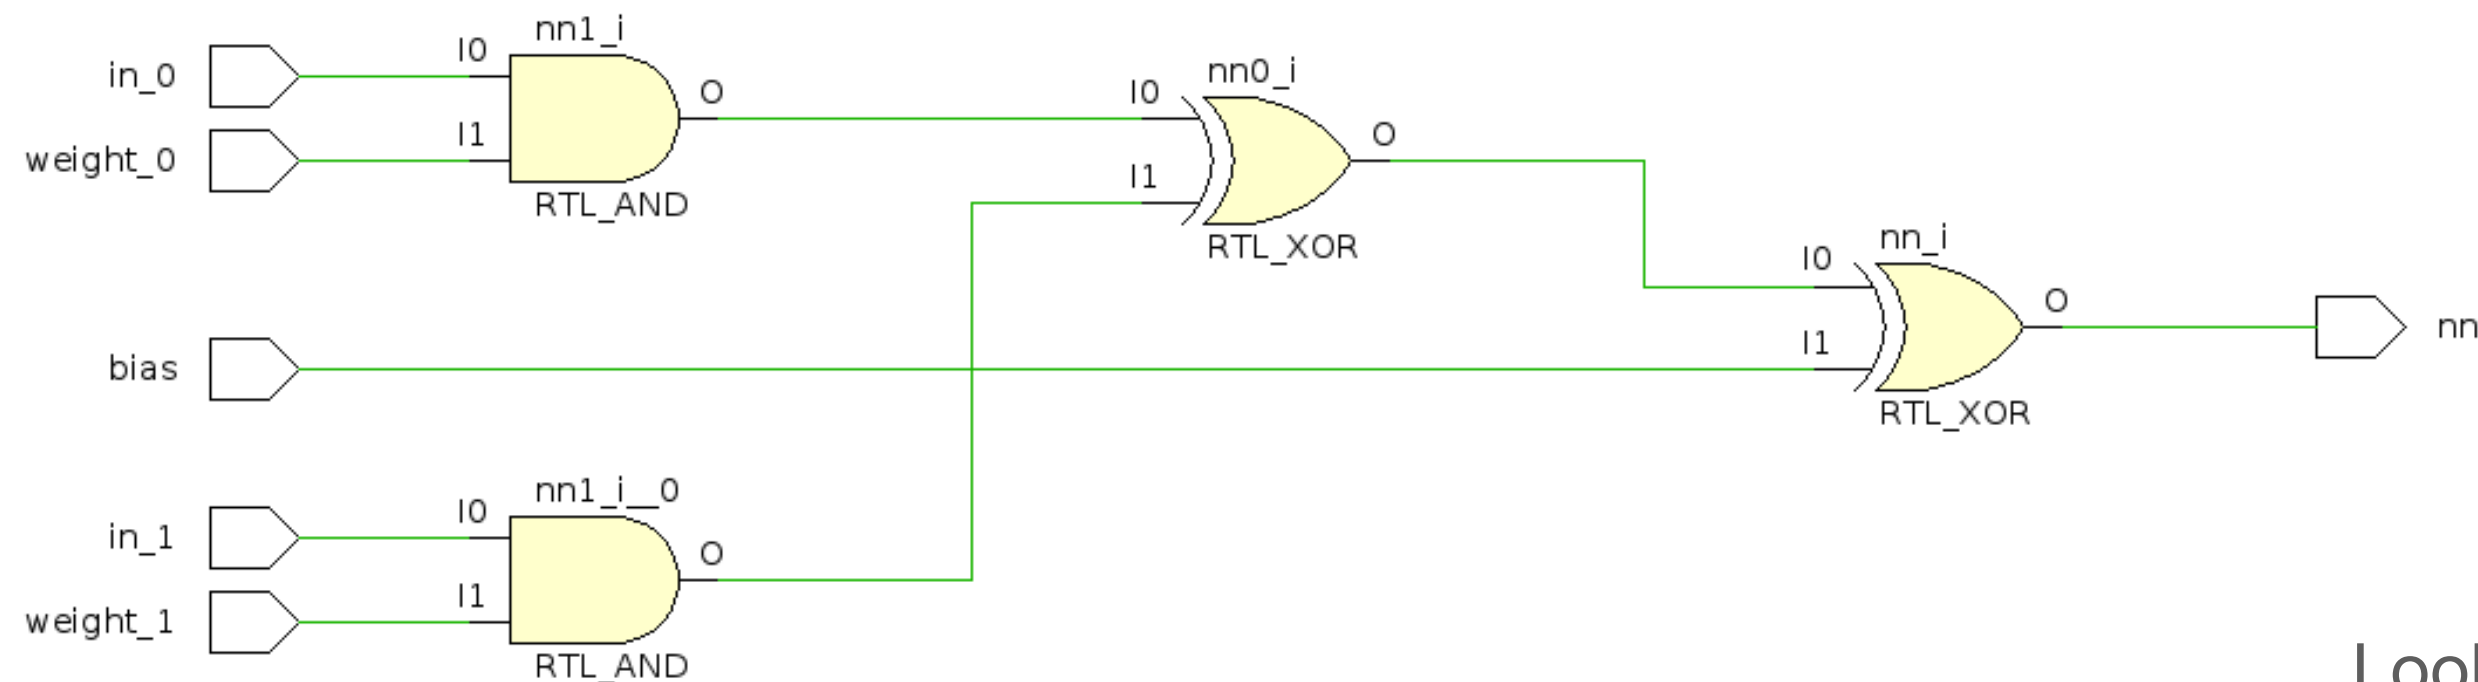 nn1_i
in_0
I0
O
weight_0
I1
RTL_AND
nn0_i
I0
I1
O
RTL_XOR
nn_i
I0
I1
O
RTL_XOR
nn
bias
nn1_i__0
in_1
I0
O
weight_1
I1
RTL_AND